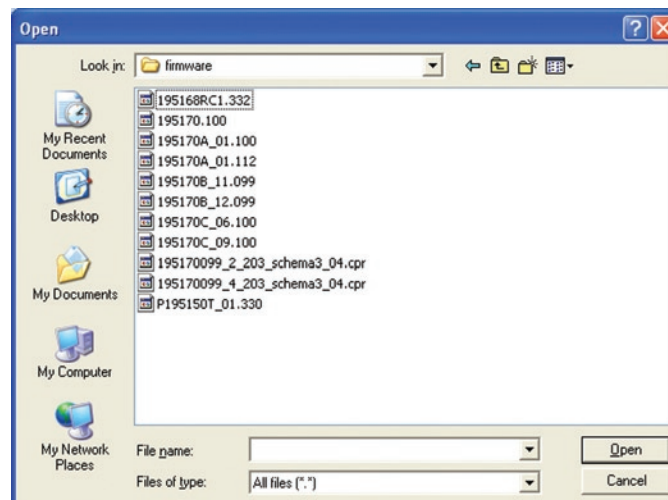 Open
Look in:
firmware
My Recent
Documents
Desktop
My Documents
My Computer
My Network
Places
195168RC1.332
195170.100
195170A_01.100
195170A_01.112
195170B_11.099
195170B_12.099
195170C_06.100
195170C_09.100
195170099_2_203_schema3_04.cpr
195170099_4_203_schema3_04.cpr
P195150T_01.330
File name:
Open
Files of type:
All files (*.*)
Cancel